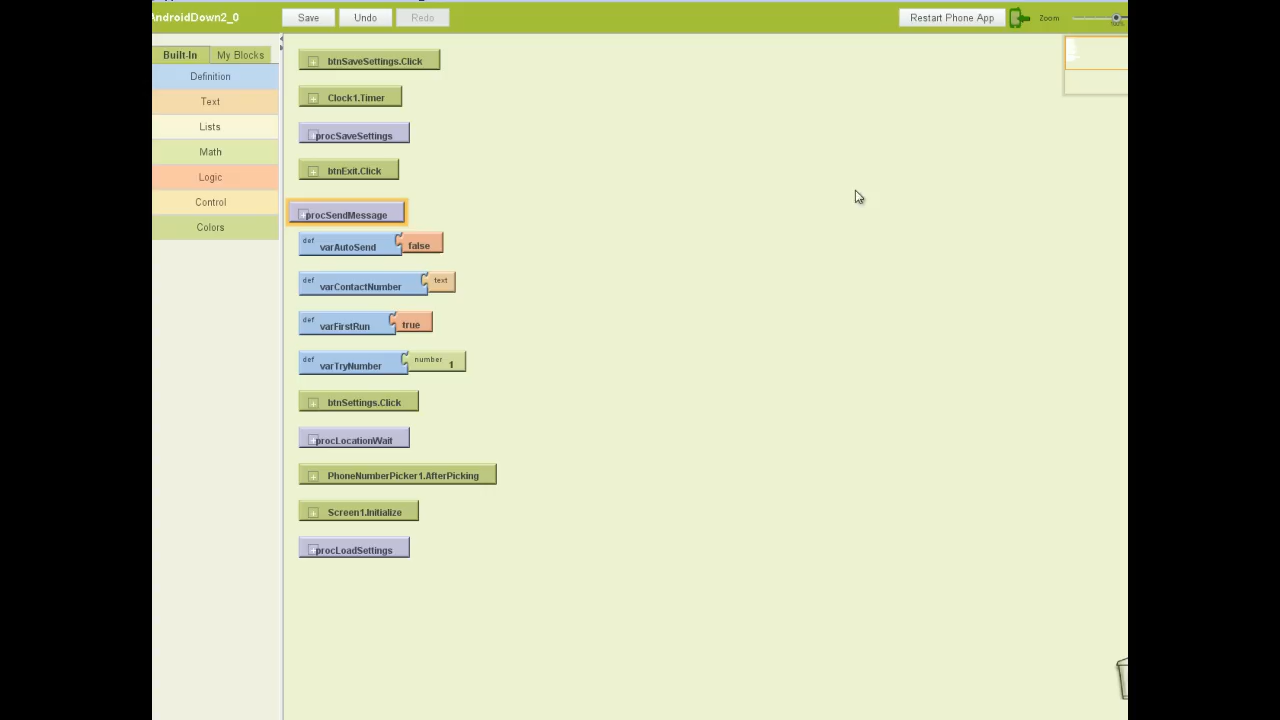 AndroidDown2_0
Save
Undo
Redo
Restart Phone App
Zoom
Built-In
My Blocks
Definition
Text
Lists
Math
Logic
Control
Colors
btnSaveSettings.Click
Clock1.Timer
procSaveSettings
btnExit.Click
procSendMessage
def varAutoSend false
def varContactNumber text
def varFirstRun true
def varTryNumber number 1
btnSettings.Click
procLocationWait
PhoneNumberPicker1.AfterPicking
Screen1.Initialize
procLoadSettings